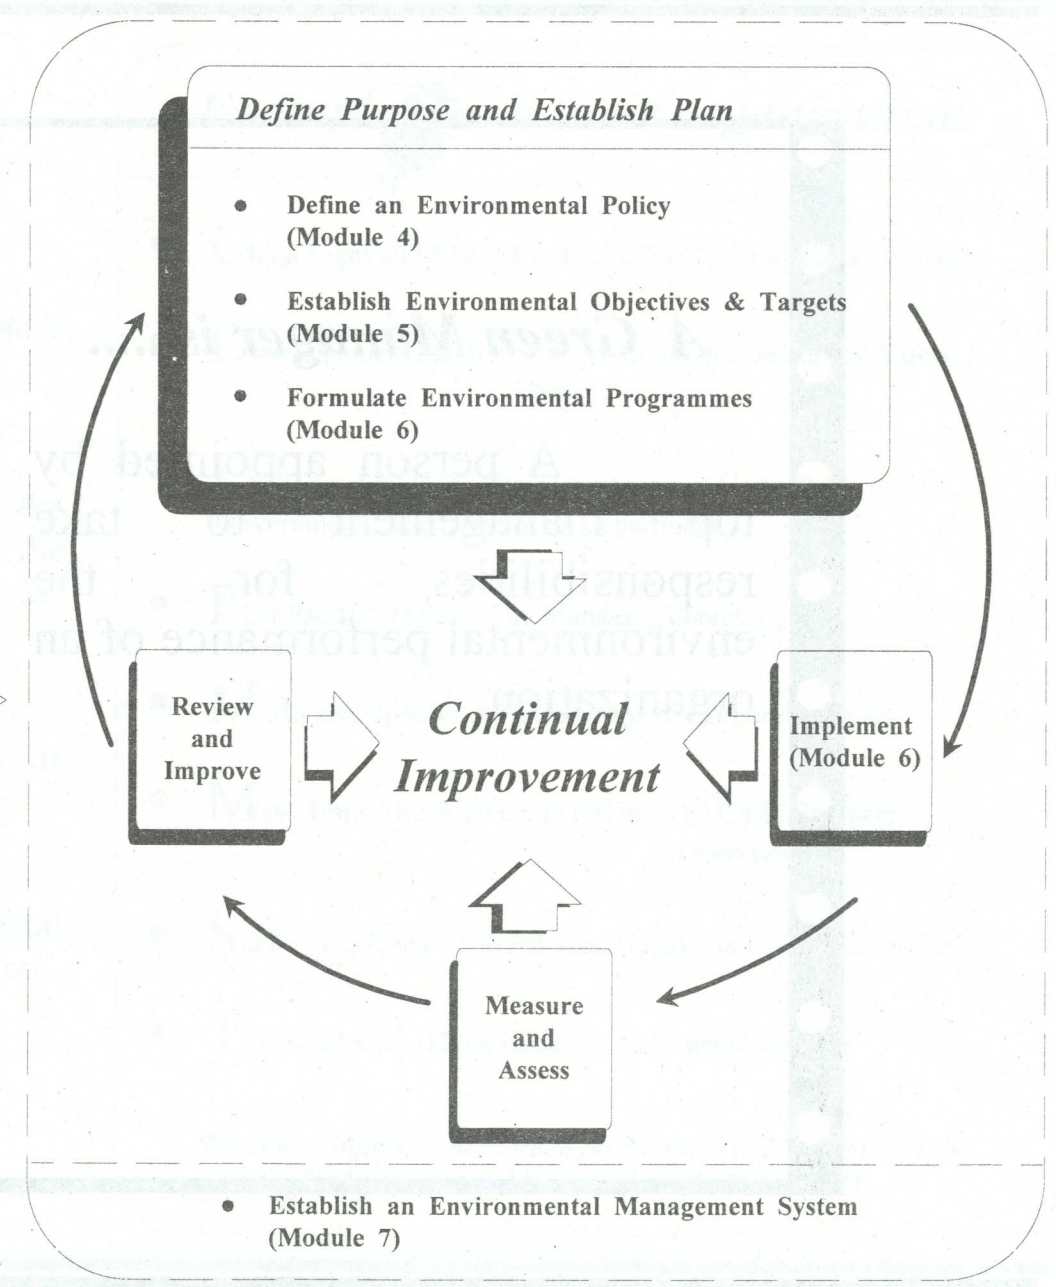 Define Purpose and Establish Plan
● Define an Environmental Policy
(Module 4)
● Establish Environmental Objectives & Targets
(Module 5)
● Formulate Environmental Programmes
(Module 6)
Review
and
Improve
Continual
Improvement
Implement
(Module 6)
Measure
and
Assess
● Establish an Environmental Management System
(Module 7)
A Green Manager is....
A person appointed by
top management to take
responsibilities for the
environmental performance of an
organization